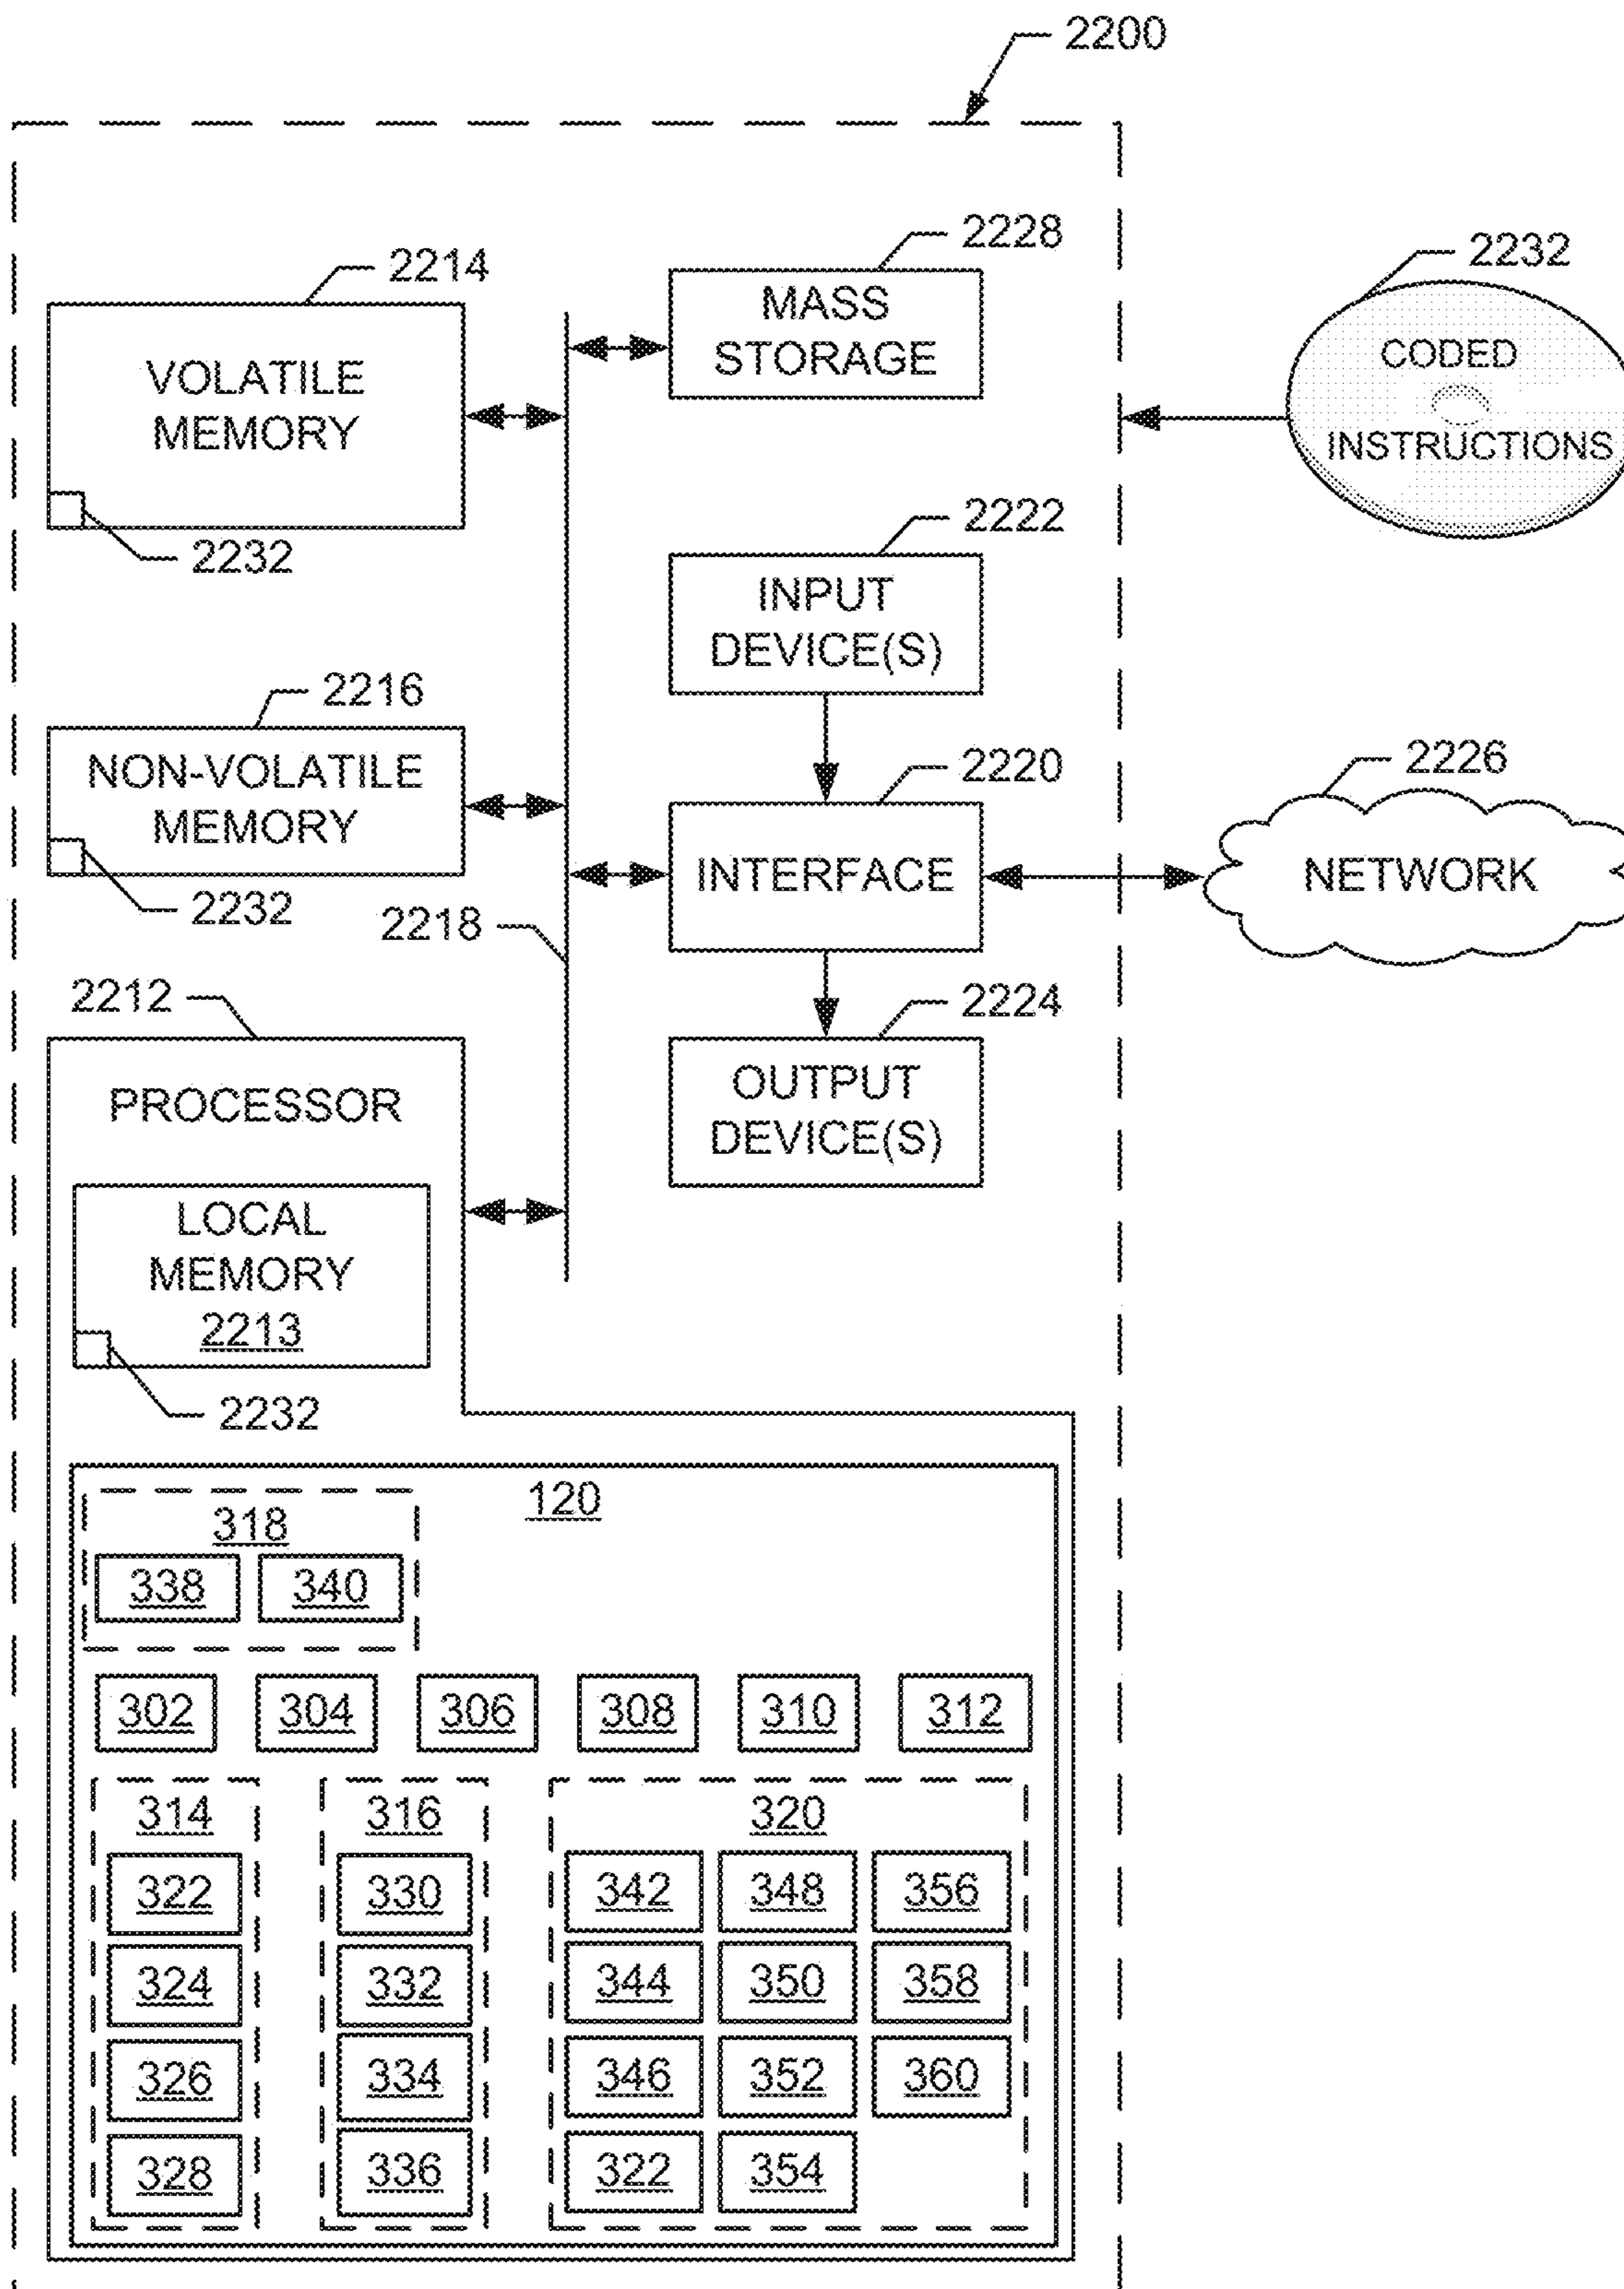 2200
2214
VOLATILE
MEMORY
2232
2228
MASS
STORAGE
2232
CODED
INSTRUCTIONS
2222
INPUT
DEVICE(S)
2216
NON-VOLATILE
MEMORY
2232
2220
INTERFACE
2226
NETWORK
2218
2224
OUTPUT
DEVICE(S)
2212
PROCESSOR
LOCAL
MEMORY
2213
2232
120
318
338 340
302 304 306 308 310 312
314
322
324
326
328
316
330
332
334
336
320
342 348 356
344 350 358
346 352 360
322 354